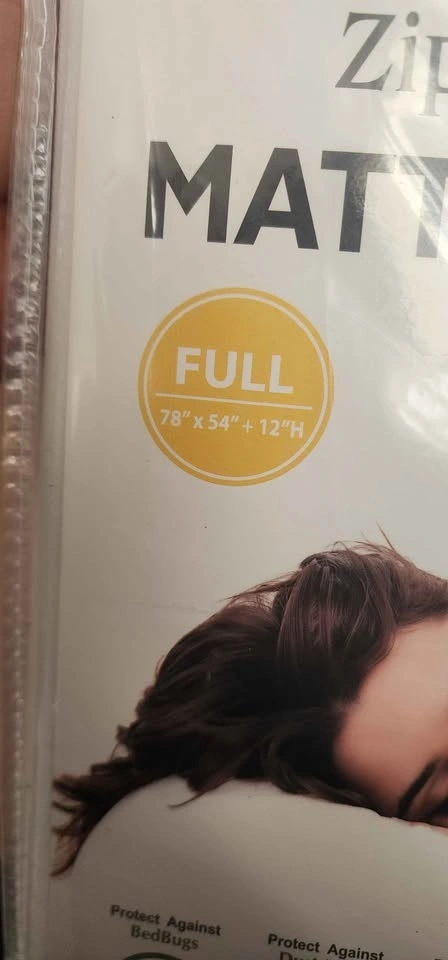 Zip
MATT
FULL
78" x 54" + 12"H
Protect Against
BedBugs
Protect Against